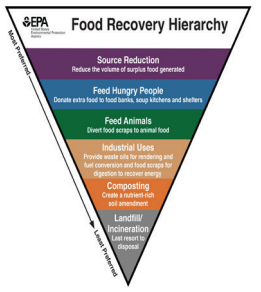 EPA
United States
Environmental Protection
Agency
Food Recovery Hierarchy
Most Preferred
Source Reduction
Reduce the volume of surplus food generated
Feed Hungry People
Donate extra food to food banks, soup kitchens and shelters
Feed Animals
Divert food scraps to animal food
Industrial Uses
Provide waste oils for rendering and
fuel conversion and food scraps for
digestion to recover energy
Composting
Create a nutrient-rich
soil amendment
Landfill/
Incineration
Last resort to
disposal
Least Preferred